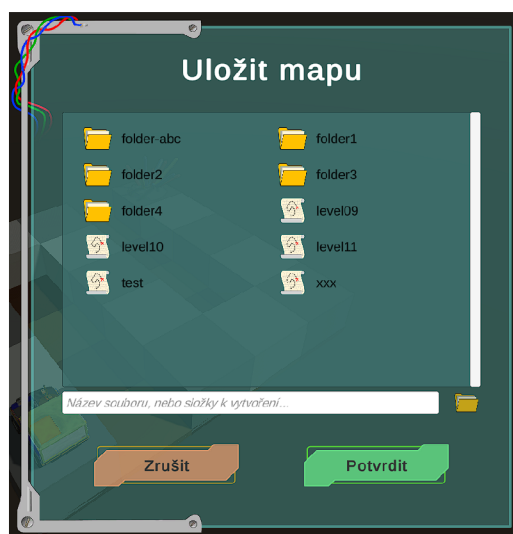 Uložit mapu
folder-abc folder1
folder2 folder3
folder4 level09
level10 level11
test xxx
Název souboru, nebo složky k vytvoření...
Zrušit Potvrdit